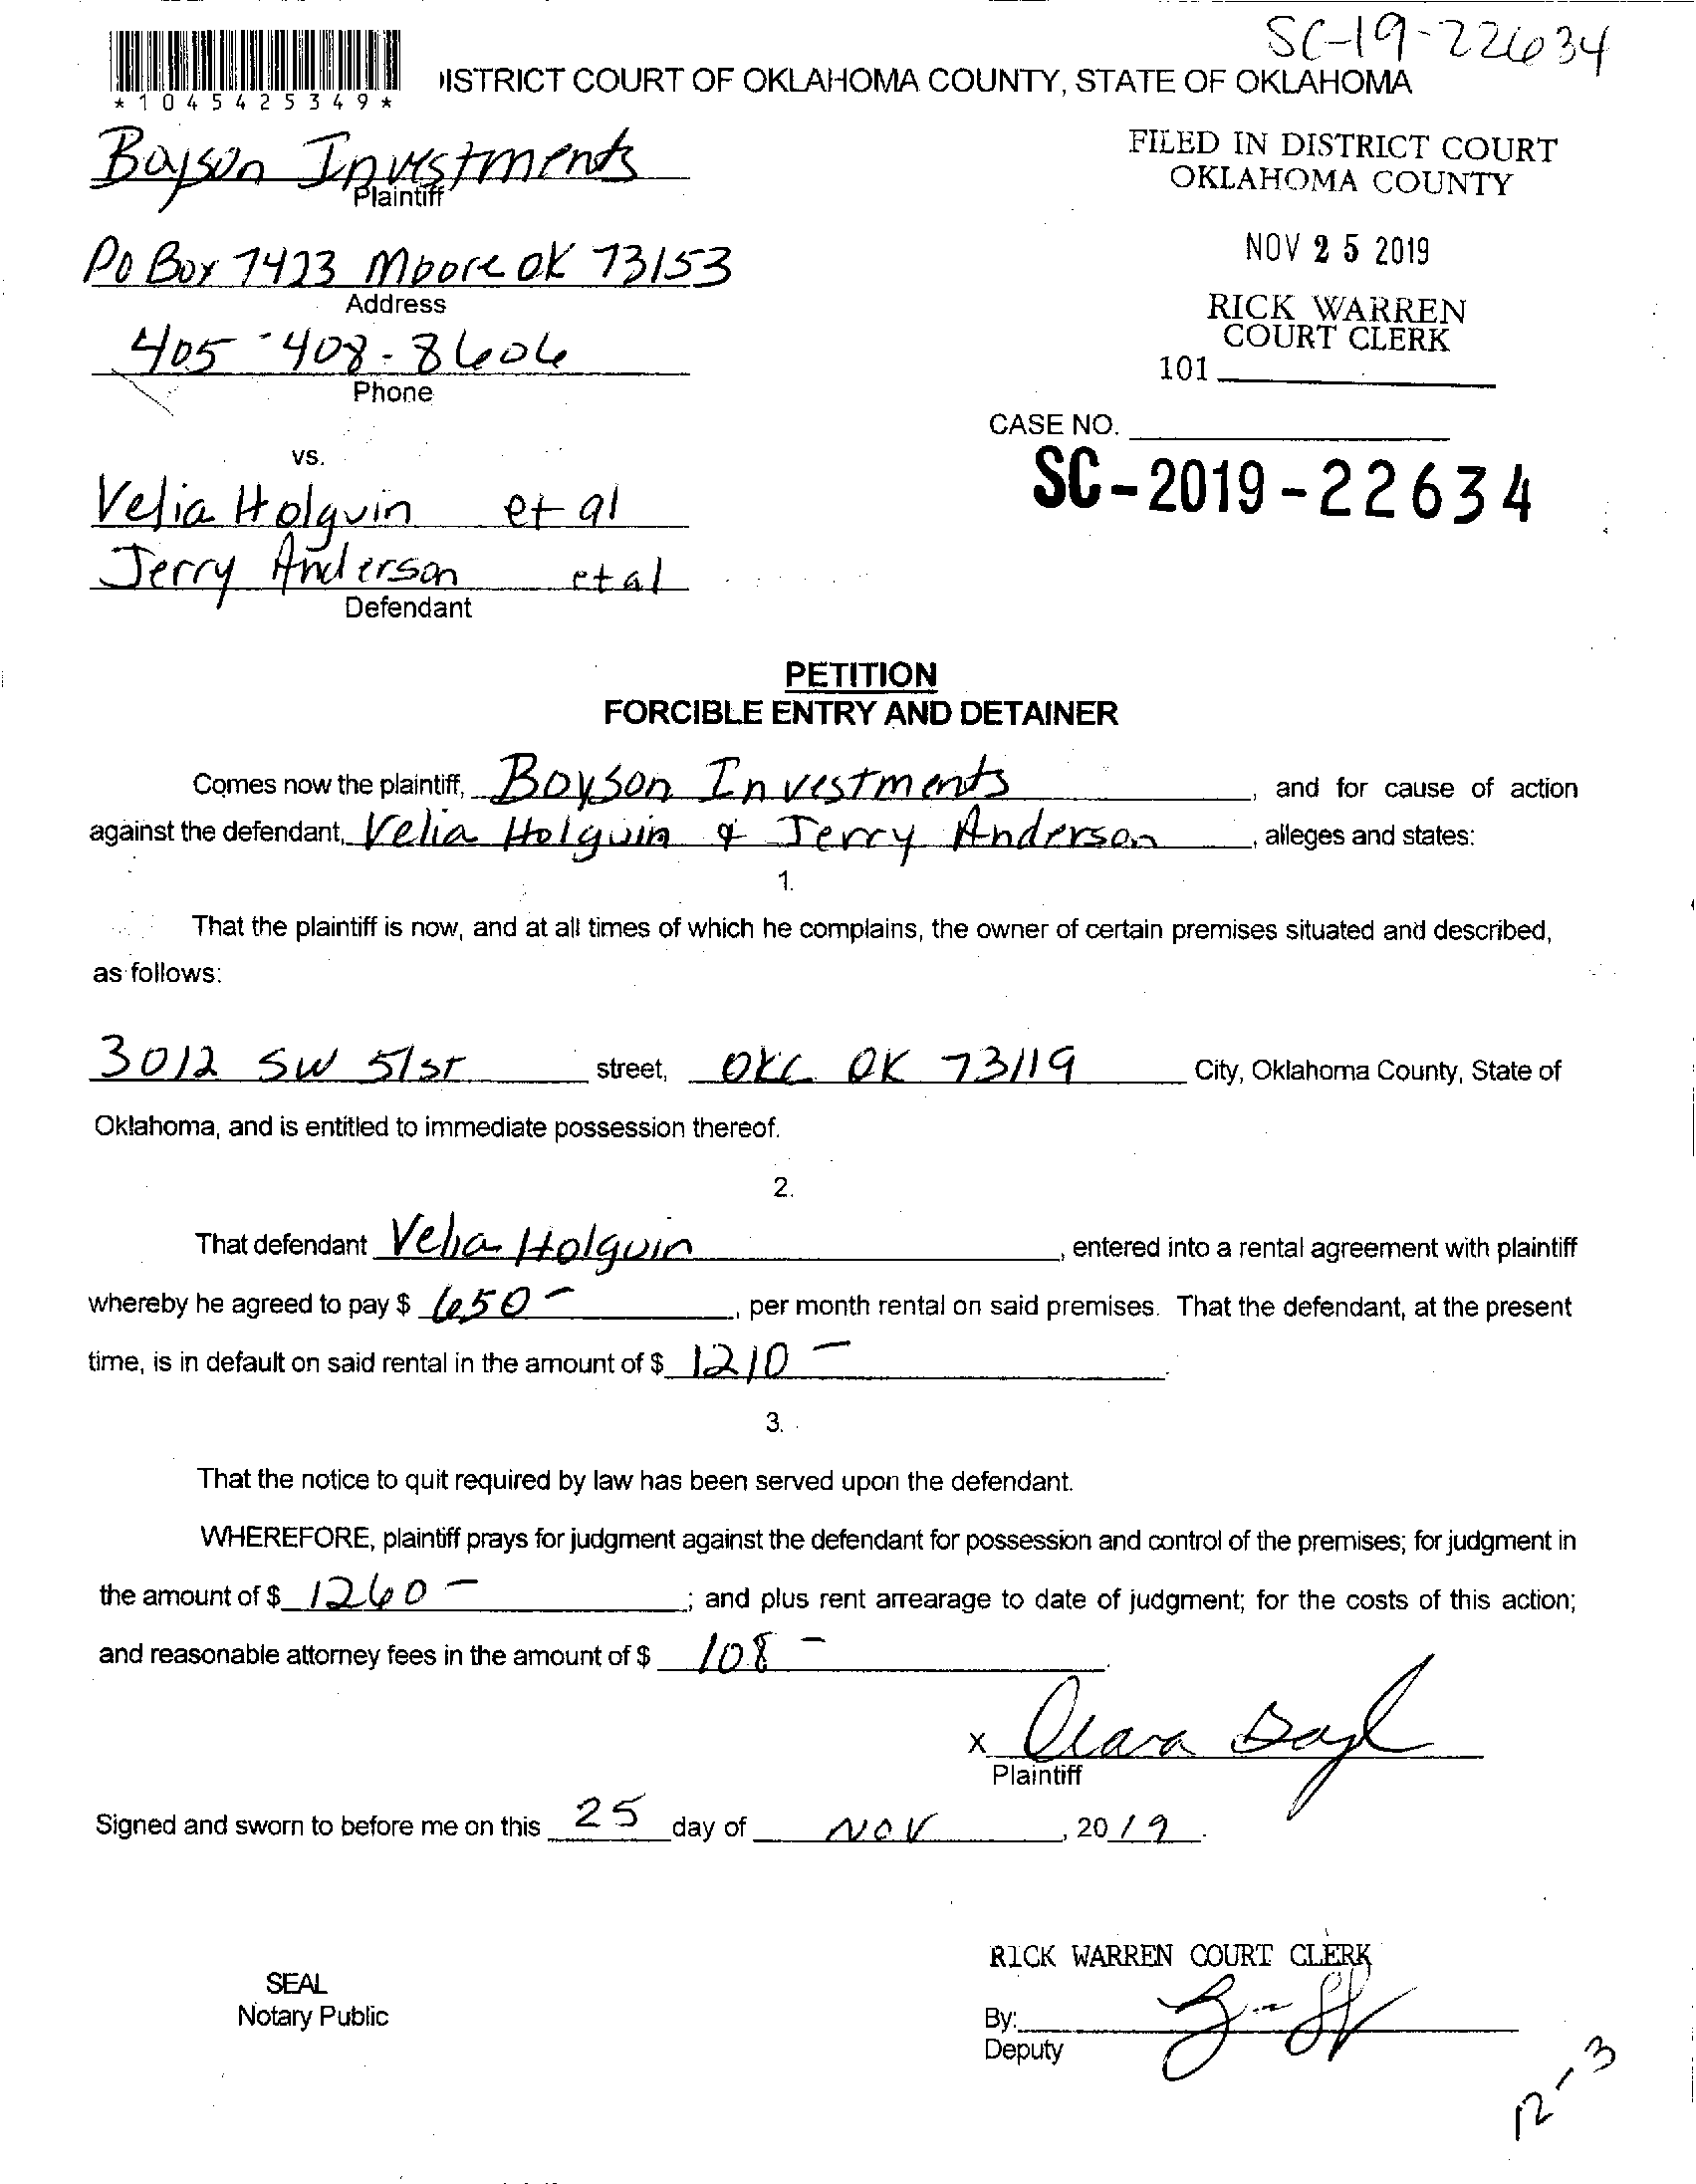 SC-19-22634
*1045425349*
ISTRICT COURT OF OKLAHOMA COUNTY, STATE OF OKLAHOMA
Boyson Investments
Plaintiff
FILED IN DISTRICT COURT
OKLAHOMA COUNTY
PO Box 7423 Moore OK 73153
Address
NOV 25 2019
405-408-8606
Phone
RICK WARREN
COURT CLERK
101
CASE NO.
SC-2019-22634
vs.
Velia Holguin et al
Jerry Anderson et al
Defendant
PETITION
FORCIBLE ENTRY AND DETAINER
Comes now the plaintiff, Boyson Investments, and for cause of action
against the defendant, Velia Holguin & Jerry Anderson, alleges and states:
1.
That the plaintiff is now, and at all times of which he complains, the owner of certain premises situated and described,
as follows:
3012 SW 51st street, OKC OK 73119 City, Oklahoma County, State of
Oklahoma, and is entitled to immediate possession thereof.
2.
That defendant Velia Holguin, entered into a rental agreement with plaintiff
whereby he agreed to pay $ 650-, per month rental on said premises. That the defendant, at the present
time, is in default on said rental in the amount of $ 1210-.
3.
That the notice to quit required by law has been served upon the defendant.
WHEREFORE, plaintiff prays for judgment against the defendant for possession and control of the premises; for judgment in
the amount of $ 1260-; and plus rent arrearage to date of judgment; for the costs of this action;
and reasonable attorney fees in the amount of $ 108-.
x Clara
Plaintiff
Signed and sworn to before me on this 25 day of NOV, 2019.
RICK WARREN COURT CLERK
SEAL
Notary Public
By:
Deputy
12-3